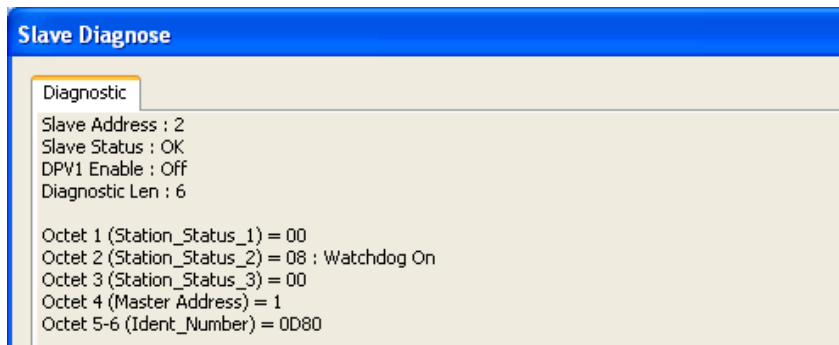 Slave Diagnose
Diagnostic
Slave Address : 2
Slave Status : OK
DPV1 Enable : Off
Diagnostic Len : 6
Octet 1 (Station_Status_1) = 00
Octet 2 (Station_Status_2) = 08 : Watchdog On
Octet 3 (Station_Status_3) = 00
Octet 4 (Master Address) = 1
Octet 5-6 (Ident_Number) = 0D80